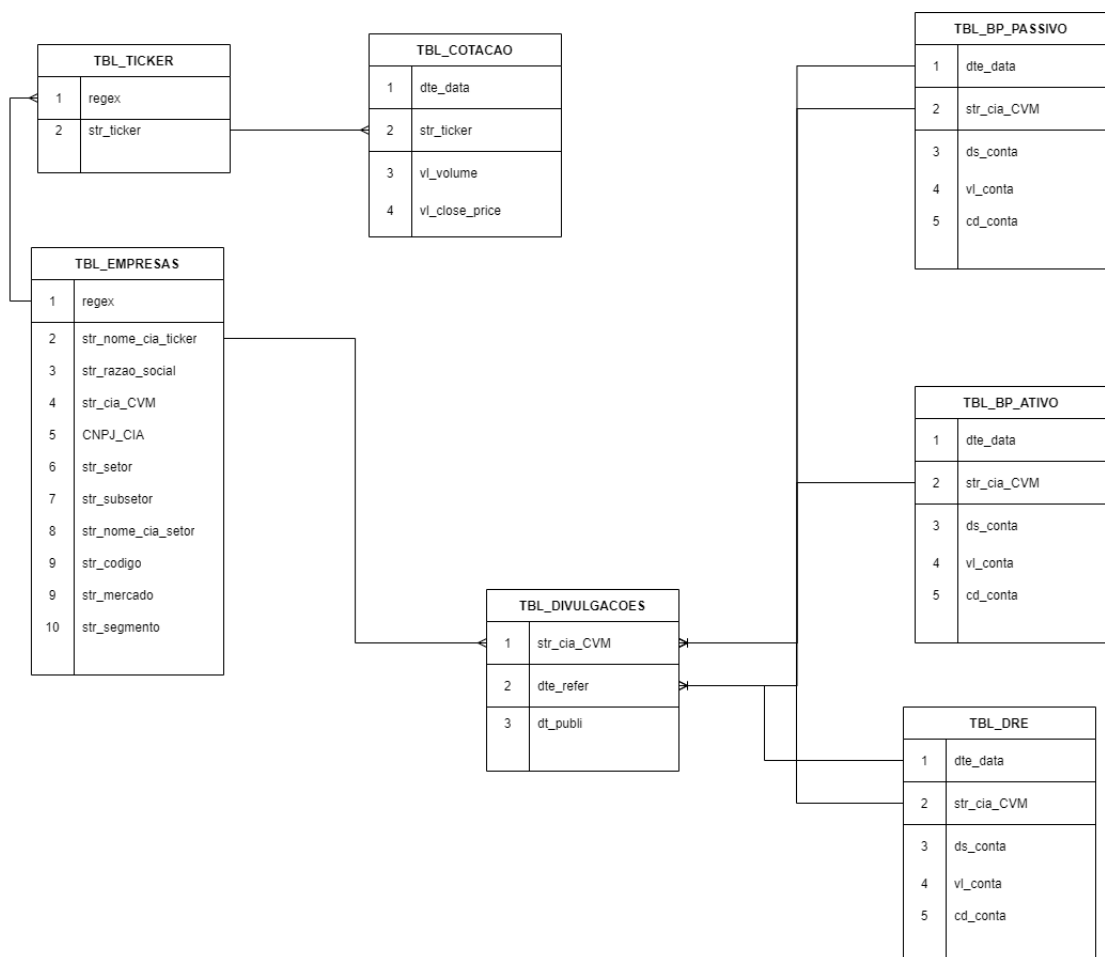 TBL_TICKER
1 regex
2 str_ticker
TBL_COTACAO
1 dte_data
2 str_ticker
3 vl_volume
4 vl_close_price
TBL_BP_PASSIVO
1 dte_data
2 str_cia_CVM
3 ds_conta
4 vl_conta
5 cd_conta
TBL_EMPRESAS
1 regex
2 str_nome_cia_ticker
3 str_razao_social
4 str_cia_CVM
5 CNPJ_CIA
6 str_setor
7 str_subsetor
8 str_nome_cia_setor
9 str_codigo
9 str_mercado
10 str_segmento
TBL_BP_ATIVO
1 dte_data
2 str_cia_CVM
3 ds_conta
4 vl_conta
5 cd_conta
TBL_DIVULGACOES
1 str_cia_CVM
2 dte_refer
3 dt_publi
TBL_DRE
1 dte_data
2 str_cia_CVM
3 ds_conta
4 vl_conta
5 cd_conta